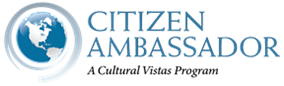 CITIZEN
AMBASSADOR
A Cultural Vistas Program